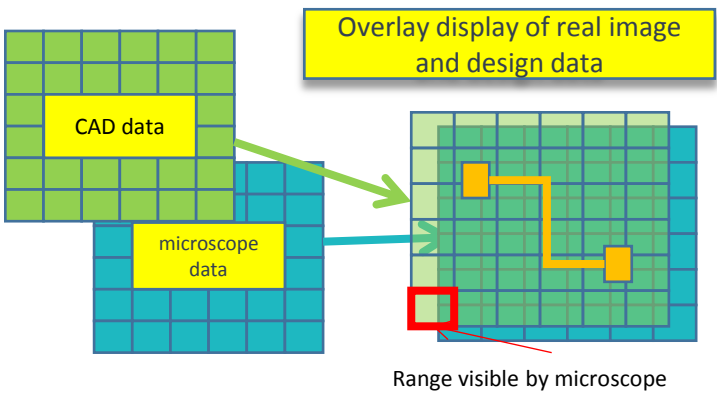 Overlay display of real image
and design data
CAD data
microscope
data
Range visible by microscope